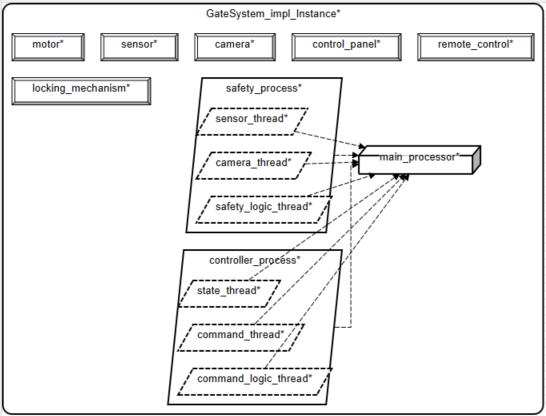 GateSystem_impl_Instance*
motor*
sensor*
camera*
control_panel*
remote_control*
locking_mechanism*
safety_process*
sensor_thread*
camera_thread*
main_processor*
safety_logic_thread*
controller_process*
state_thread*
command_thread*
command_logic_thread*